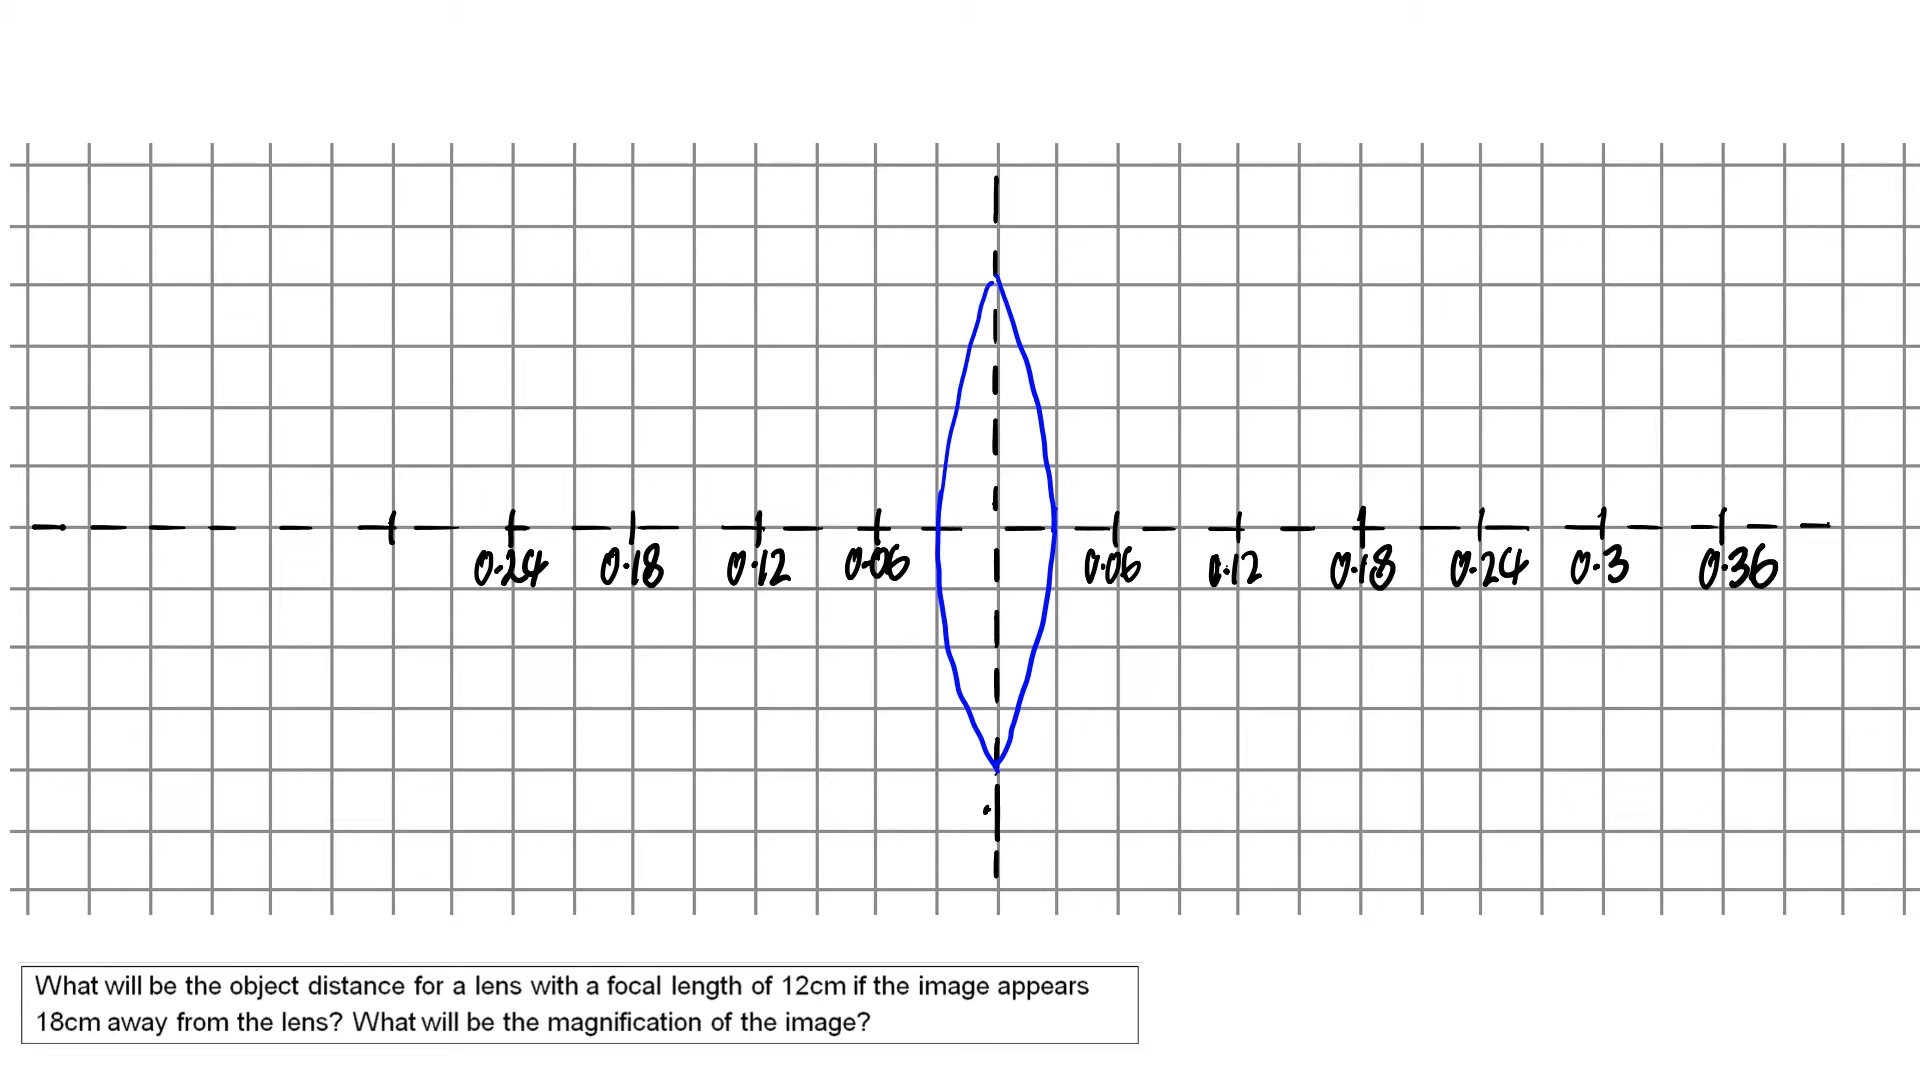 0.24 0.18 0.12 0.06 0.06 0.12 0.18 0.24 0.3 0.36
What will be the object distance for a lens with a focal length of 12cm if the image appears
18cm away from the lens? What will be the magnification of the image?